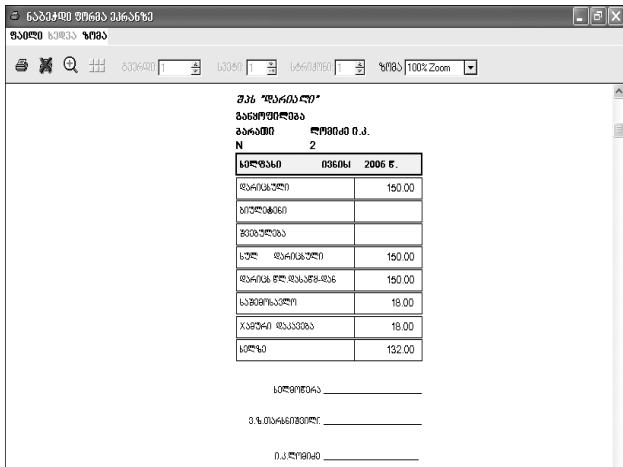 ნაბეჭდი ფორმა ეკრანზე
ფაილი ხედვა ზომა
გვერდი 1 სვეტი 1 სტრიქონი 1 ზომა 100% Zoom
შპს "დარიალი"
განყოფილება
ბარათი ლომიძე ი.კ.
N 2
ხელფასი ივნისი 2006 წ.
დარიცხული 150.00
ბიულეტენი
შვებულება
სულ დარიცხული 150.00
დარიცხ წლ.დასაწყ-დან 150.00
საშემოსავლო 18.00
ჯამური დაკავება 18.00
ხელზე 132.00
ხელმოწერა
ვ.ზ.თარხნიშვილი
ი.კ.ლომიძე